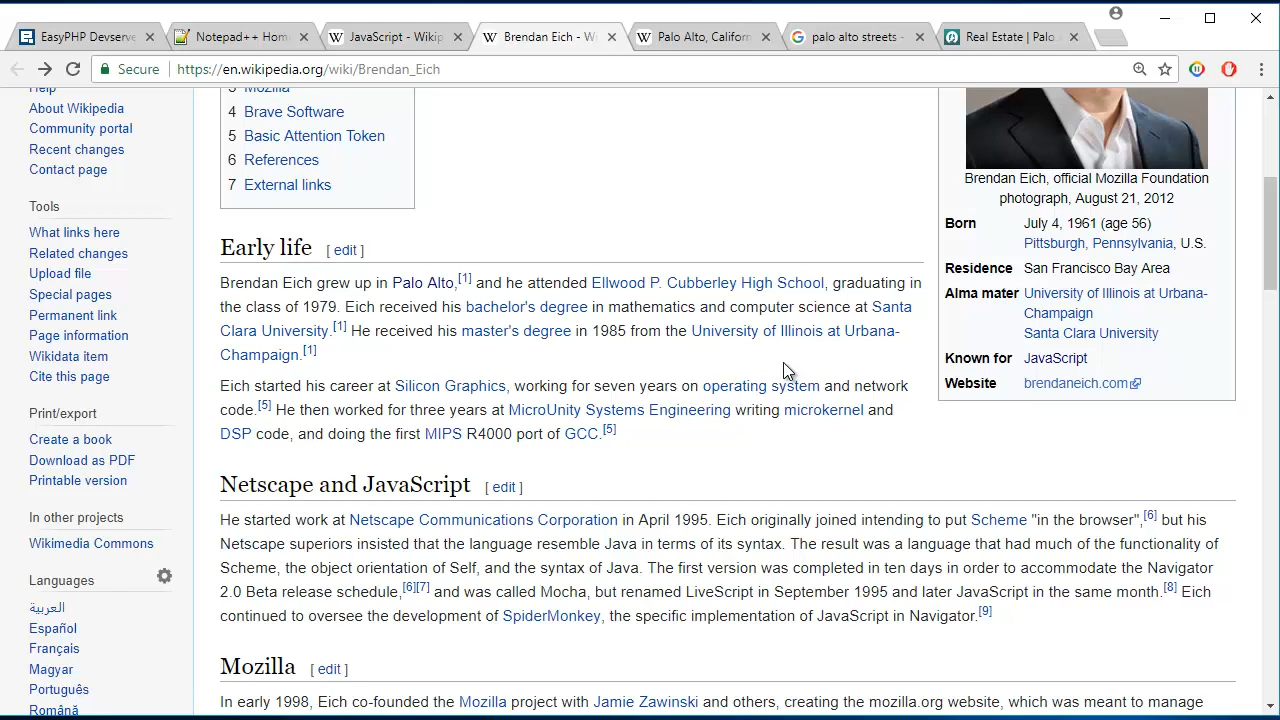 EasyPHP Devserve
Notepad++ Hom
JavaScript - Wikip
Brendan Eich - Wi
Palo Alto, Californ
palo alto streets -
Real Estate | Palo
Secure https://en.wikipedia.org/wiki/Brendan_Eich
Help
About Wikipedia
Community portal
Recent changes
Contact page
Tools
What links here
Related changes
Upload file
Special pages
Permanent link
Page information
Wikidata item
Cite this page
Print/export
Create a book
Download as PDF
Printable version
In other projects
Wikimedia Commons
Languages
العربية
Español
Français
Magyar
Português
Română
3 Mozilla
4 Brave Software
5 Basic Attention Token
6 References
7 External links
Early life [ edit ]
Brendan Eich grew up in Palo Alto,[1] and he attended Ellwood P. Cubberley High School, graduating in
the class of 1979. Eich received his bachelor's degree in mathematics and computer science at Santa
Clara University.[1] He received his master's degree in 1985 from the University of Illinois at Urbana-
Champaign.[1]
Eich started his career at Silicon Graphics, working for seven years on operating system and network
code.[5] He then worked for three years at MicroUnity Systems Engineering writing microkernel and
DSP code, and doing the first MIPS R4000 port of GCC.[5]
Brendan Eich, official Mozilla Foundation
photograph, August 21, 2012
Born July 4, 1961 (age 56)
Pittsburgh, Pennsylvania, U.S.
Residence San Francisco Bay Area
Alma mater University of Illinois at Urbana-
Champaign
Santa Clara University
Known for JavaScript
Website brendaneich.com
Netscape and JavaScript [ edit ]
He started work at Netscape Communications Corporation in April 1995. Eich originally joined intending to put Scheme "in the browser",[6] but his
Netscape superiors insisted that the language resemble Java in terms of its syntax. The result was a language that had much of the functionality of
Scheme, the object orientation of Self, and the syntax of Java. The first version was completed in ten days in order to accommodate the Navigator
2.0 Beta release schedule,[6][7] and was called Mocha, but renamed LiveScript in September 1995 and later JavaScript in the same month.[8] Eich
continued to oversee the development of SpiderMonkey, the specific implementation of JavaScript in Navigator.[9]
Mozilla [ edit ]
In early 1998, Eich co-founded the Mozilla project with Jamie Zawinski and others, creating the mozilla.org website, which was meant to manage